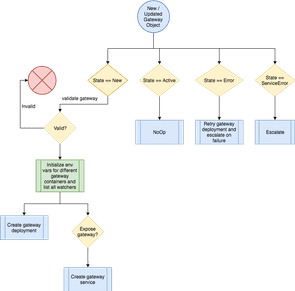 New /
Updated
Gateway
Object
State == New
State == Active
State == Error
State ==
ServiceError
validate gateway
Invalid
Valid?
NoOp
Retry gateway
deployment and
escalate on
failure
Escalate
Initialize env
vars for different
gateway
containers and
list all watchers
Create gateway
deployment
Expose
gateway?
Create gateway
service